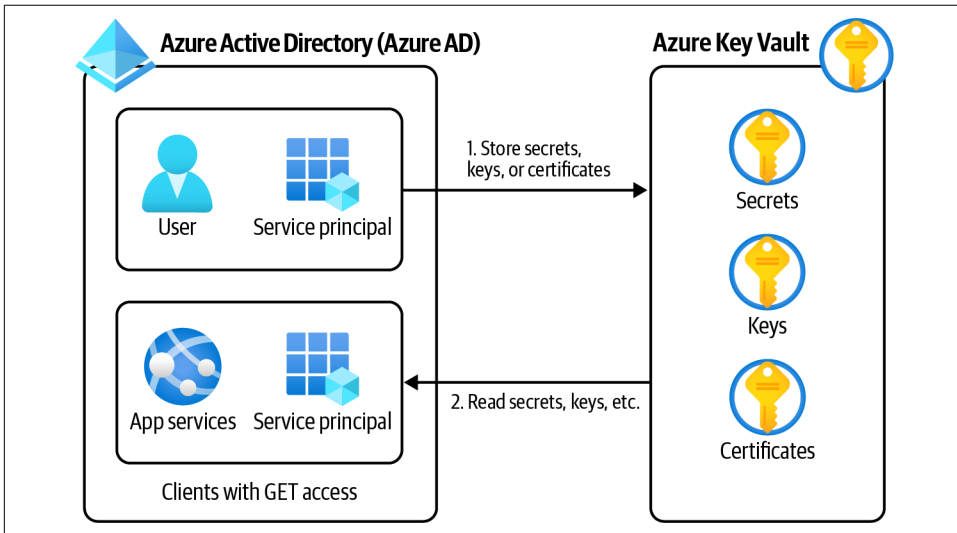 Azure Active Directory (Azure AD)
Azure Key Vault
User
Service principal
1. Store secrets,
keys, or certificates
Secrets
Keys
App services
Service principal
2. Read secrets, keys, etc.
Certificates
Clients with GET access